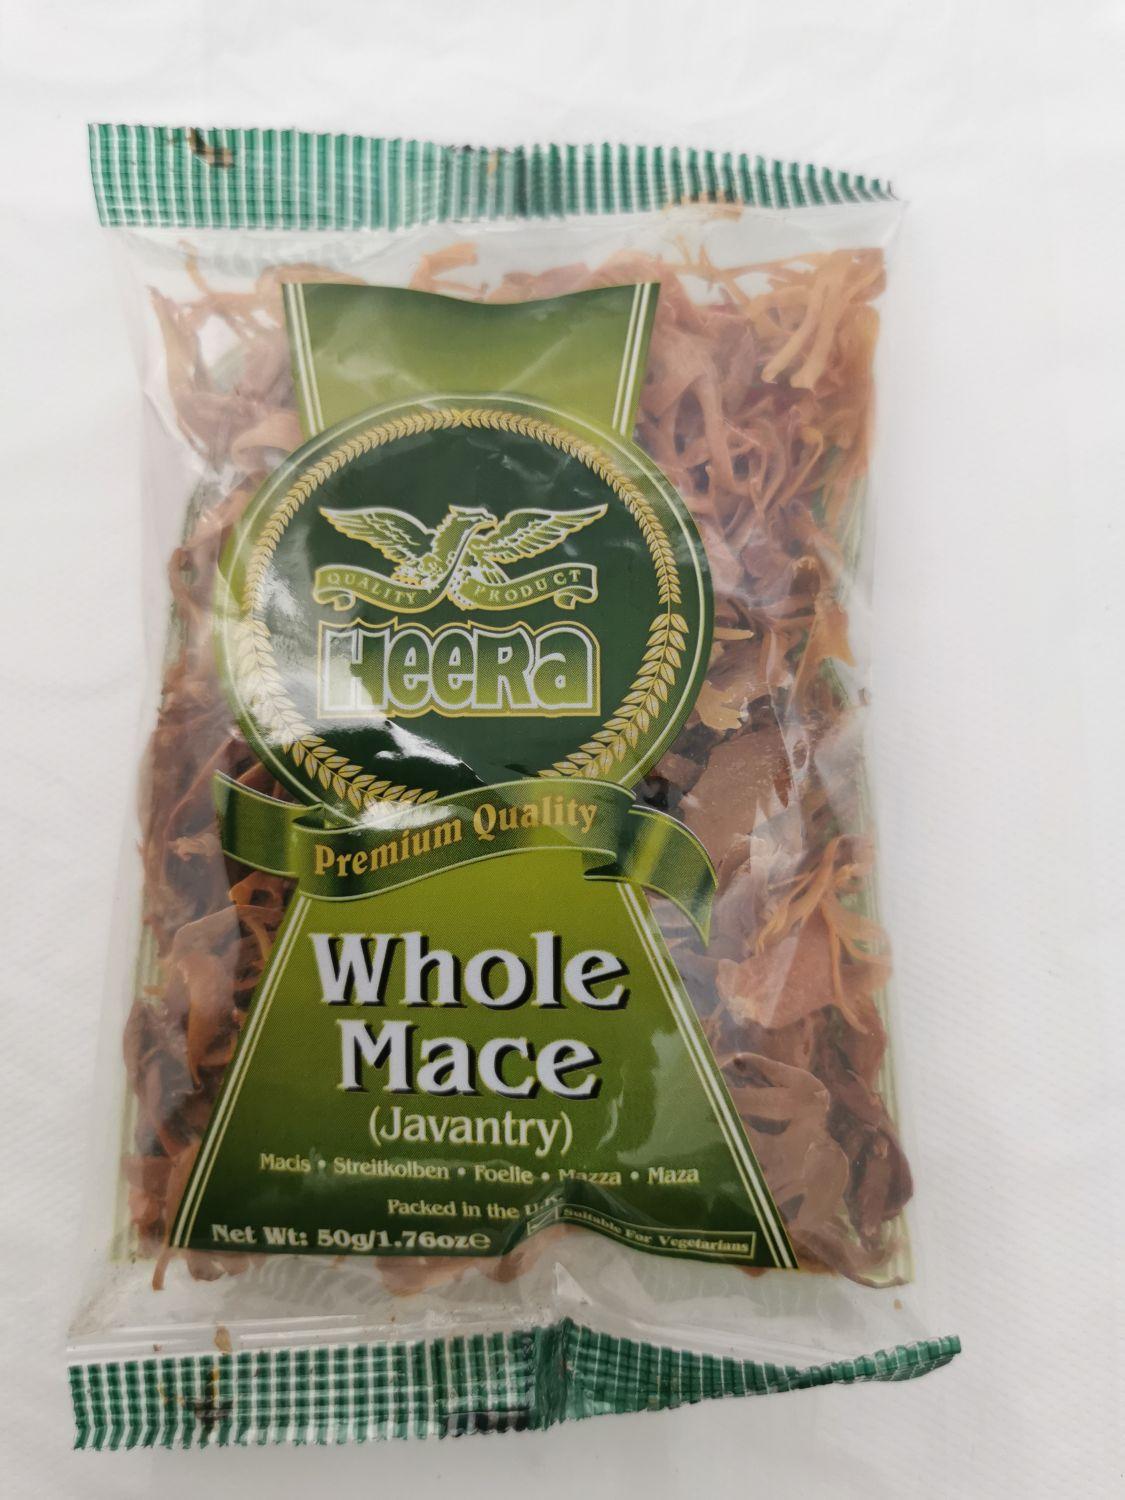 QUALITY PRODUCT
HeeRa
Premium Quality
Whole
Mace
(Javantry)
Macis • Streitkolben • Foelle • Mazza • Maza
Packed in the U.K.
Net Wt: 50g/1.76oz℮
Suitable For Vegetarians